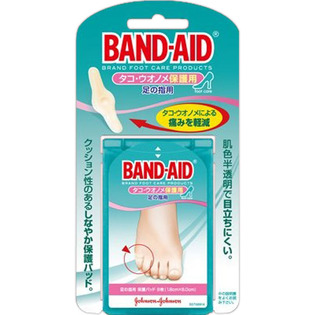 BAND-AID®
BRAND FOOT CARE PRODUCTS
タコ・ウオノメ保護用
足の指用
foot care
タコ・ウオノメによる
痛みを軽減
クッション性のあるしなやか保護パッド。
肌色半透明で目立ちにくい。
BAND-AID®
BRAND FOOT CARE PRODUCTS
タコ・ウオノメ保護用
足の指用
Johnson & Johnson